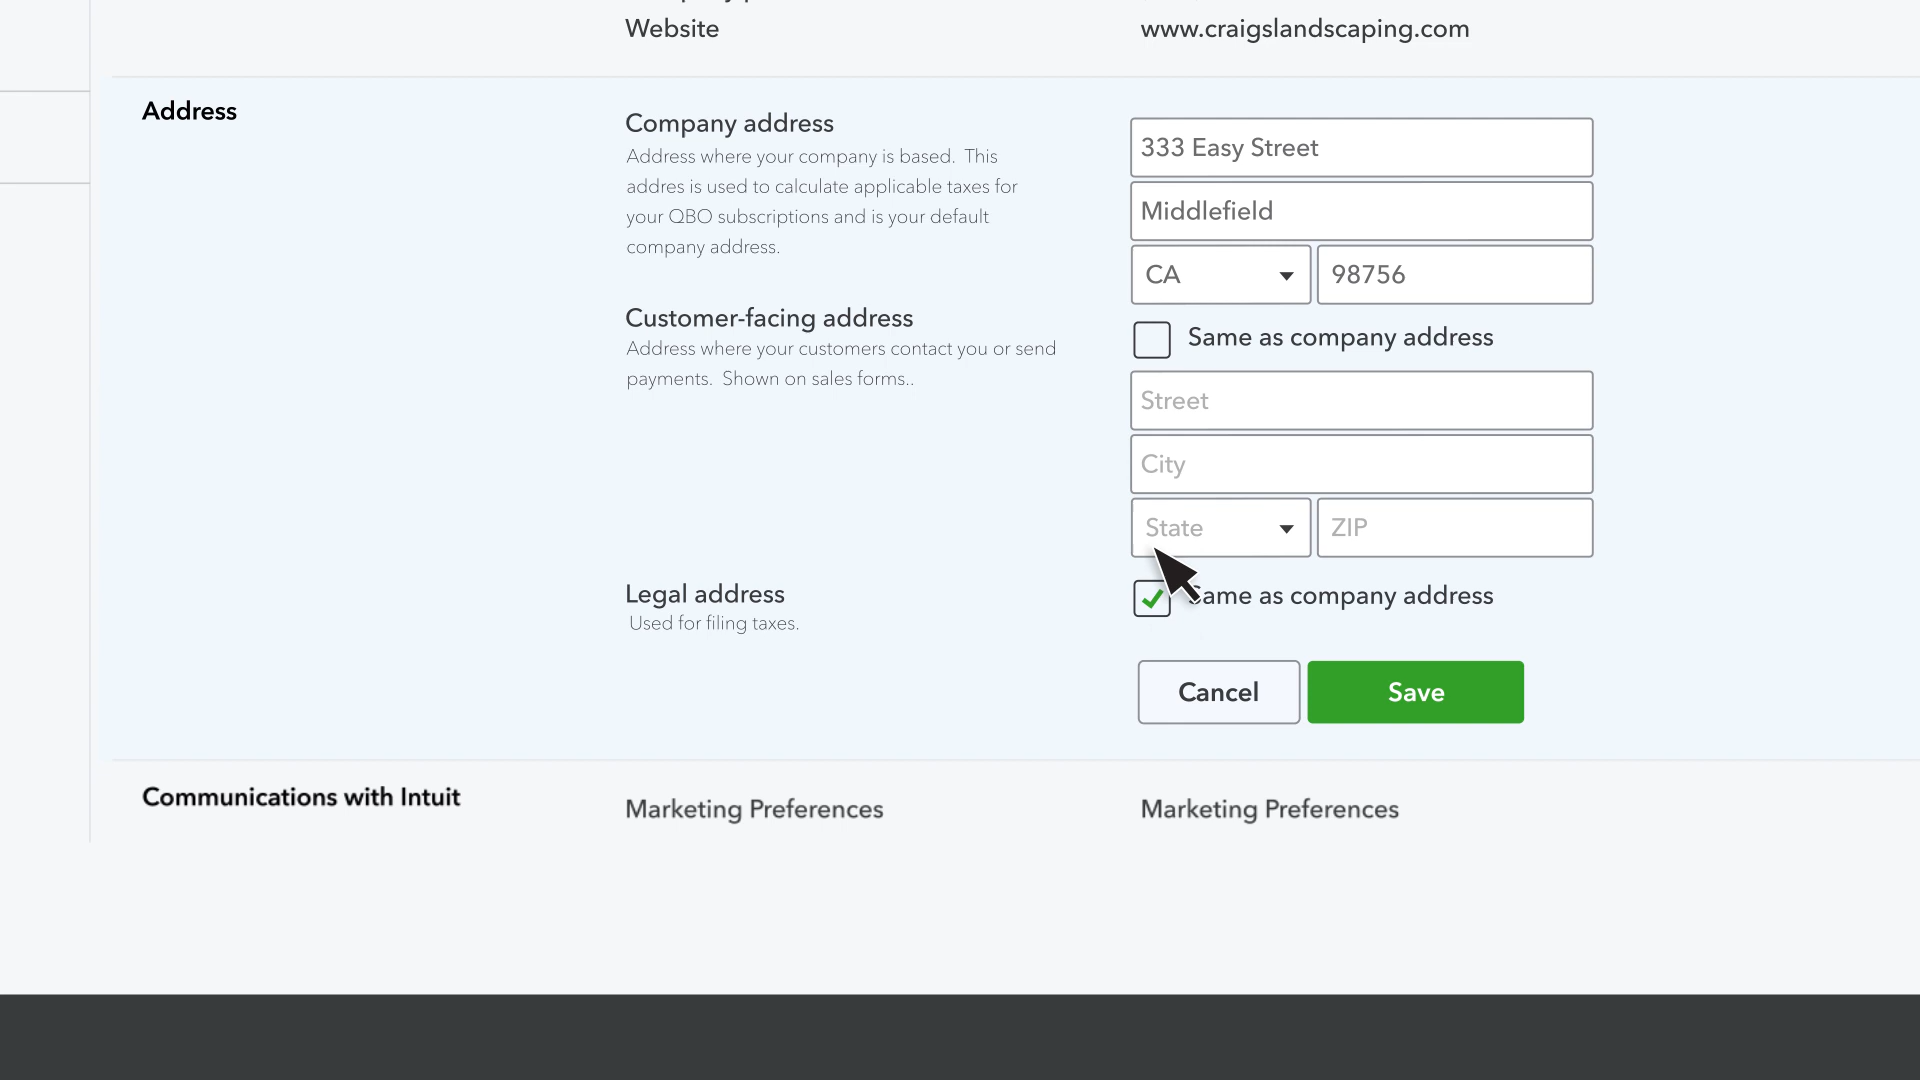 Website
www.craigslandscaping.com
Address
Company address
Address where your company is based.  This
addres is used to calculate applicable taxes for
your QBO subscriptions and is your default
company address.
333 Easy Street
Middlefield
CA
98756
Customer-facing address
Address where your customers contact you or send
payments.  Shown on sales forms..
Same as company address
Street
City
State
ZIP
Legal address
Used for filing taxes.
Same as company address
Cancel
Save
Communications with Intuit
Marketing Preferences
Marketing Preferences